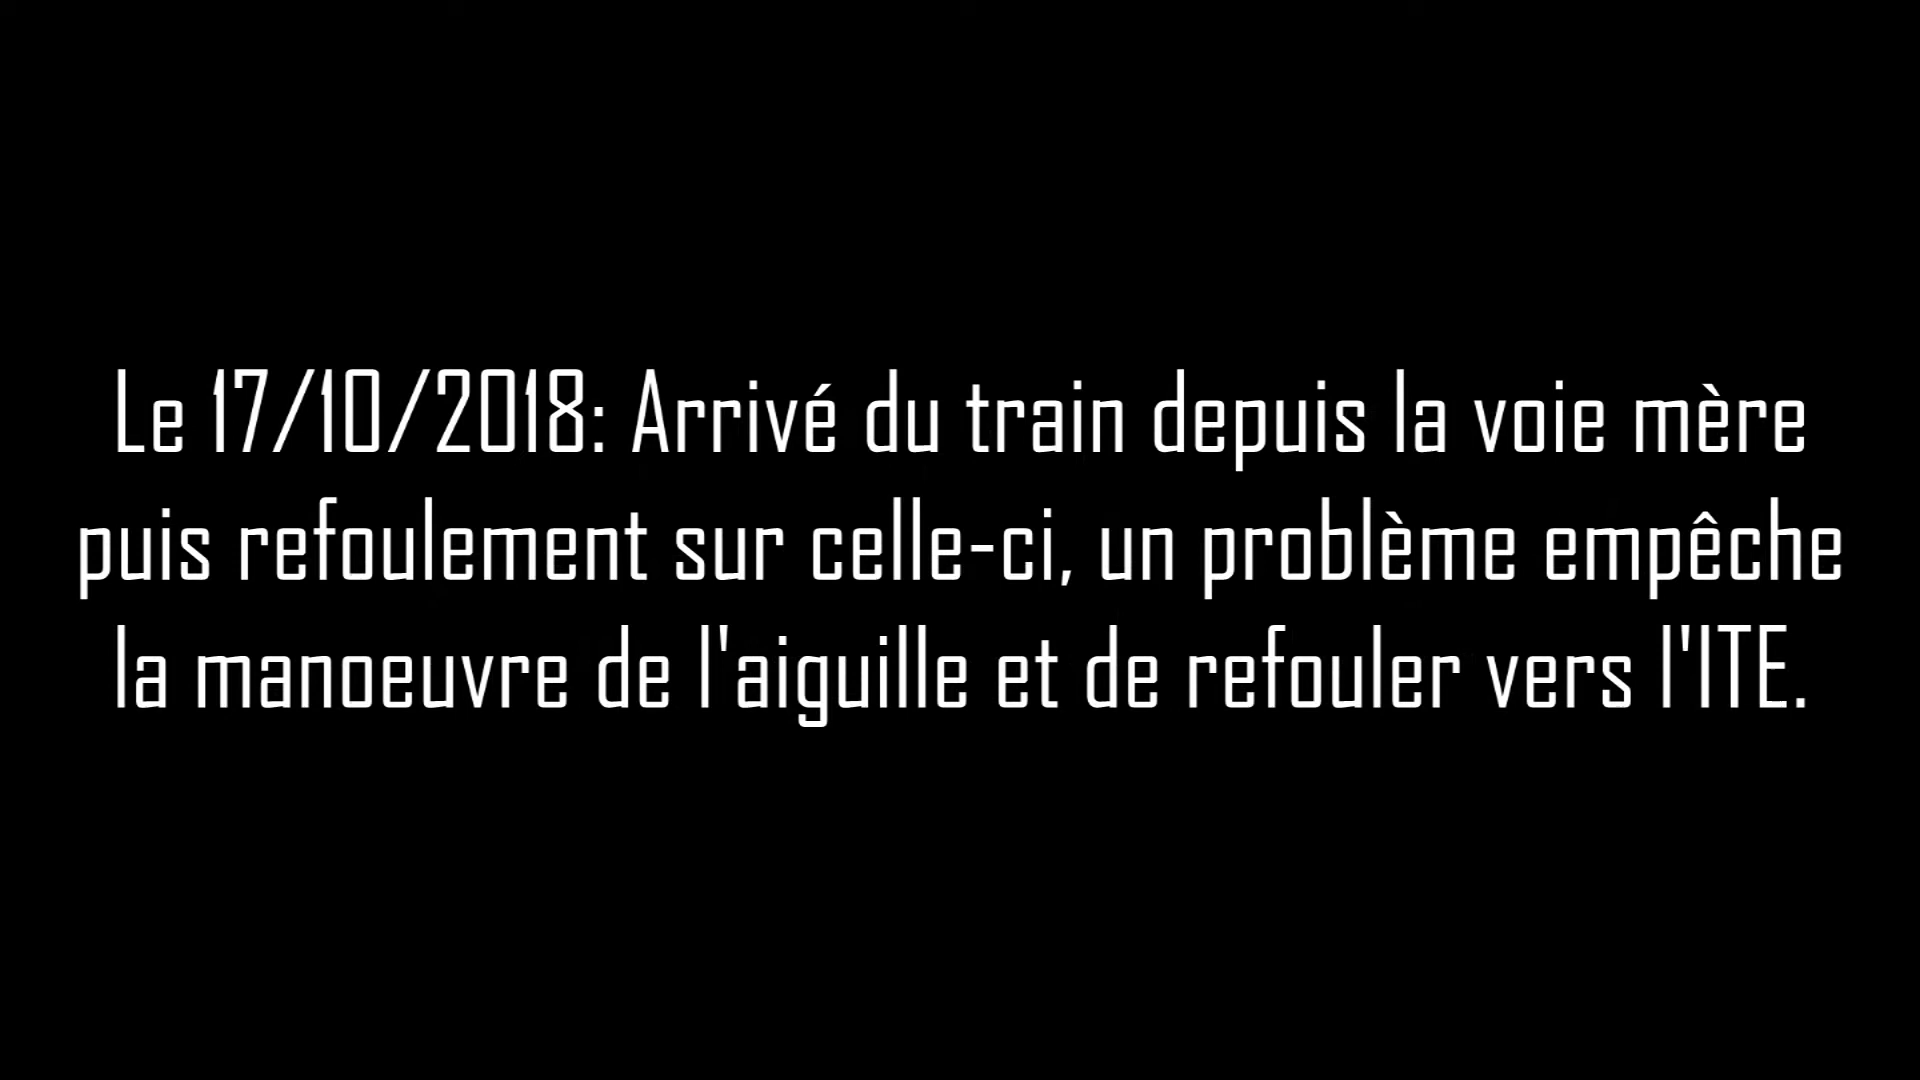 Le 17/10/2018: Arrivé du train depuis la voie mère
puis refoulement sur celle-ci, un problème empêche
la manoeuvre de l'aiguille et de refouler vers l'ITE.